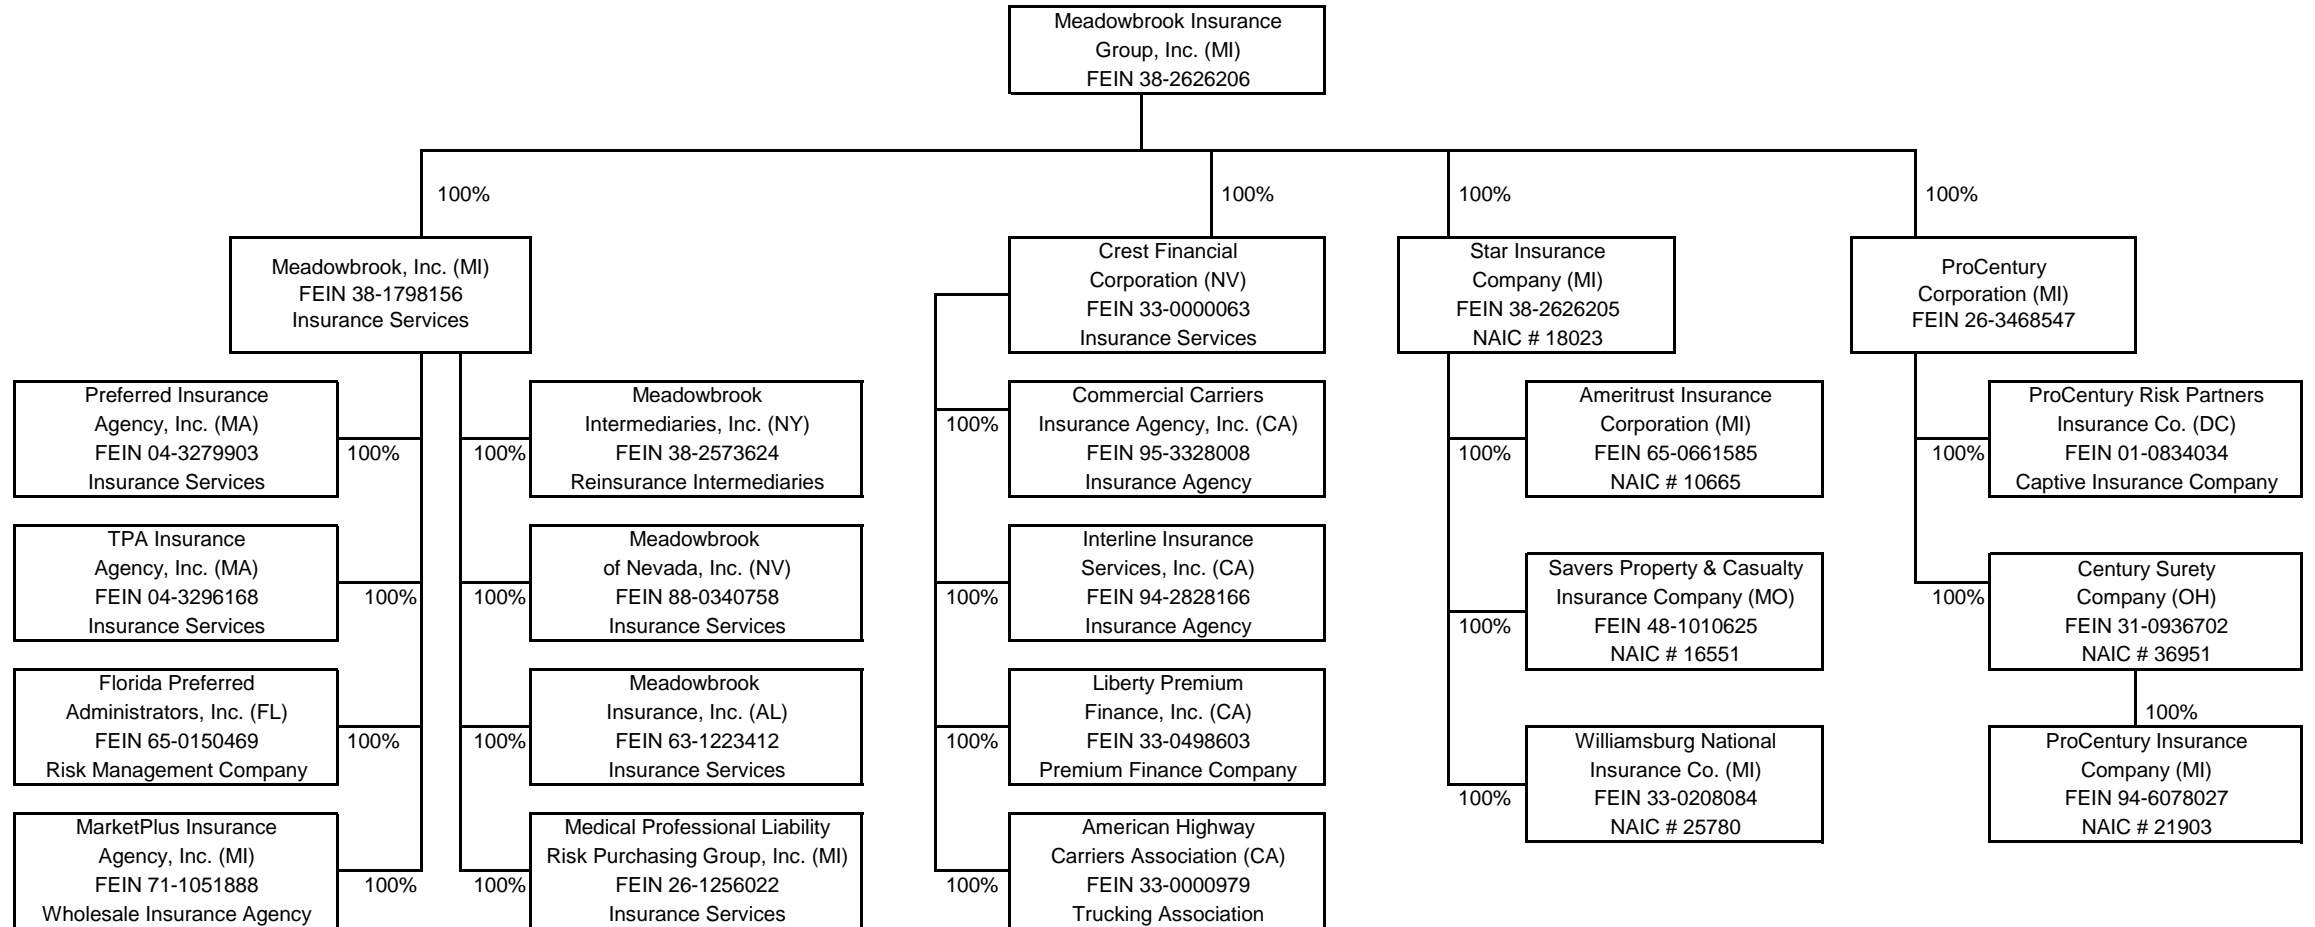 Meadowbrook Insurance
Group, Inc. (MI)
FEIN 38-2626206
100%
100%
100%
100%
Meadowbrook, Inc. (MI)
FEIN 38-1798156
Insurance Services
Crest Financial
Corporation (NV)
FEIN 33-0000063
Insurance Services
Star Insurance
Company (MI)
FEIN 38-2626205
NAIC # 18023
ProCentury
Corporation (MI)
FEIN 26-3468547
Preferred Insurance
Agency, Inc. (MA)
FEIN 04-3279903
Insurance Services
100%
100%
Meadowbrook
Intermediaries, Inc. (NY)
FEIN 38-2573624
Reinsurance Intermediaries
100%
Commercial Carriers
Insurance Agency, Inc. (CA)
FEIN 95-3328008
Insurance Agency
100%
Ameritrust Insurance
Corporation (MI)
FEIN 65-0661585
NAIC # 10665
100%
ProCentury Risk Partners
Insurance Co. (DC)
FEIN 01-0834034
Captive Insurance Company
TPA Insurance
Agency, Inc. (MA)
FEIN 04-3296168
Insurance Services
100%
100%
Meadowbrook
of Nevada, Inc. (NV)
FEIN 88-0340758
Insurance Services
100%
Interline Insurance
Services, Inc. (CA)
FEIN 94-2828166
Insurance Agency
100%
Savers Property & Casualty
Insurance Company (MO)
FEIN 48-1010625
NAIC # 16551
100%
Century Surety
Company (OH)
FEIN 31-0936702
NAIC # 36951
Florida Preferred
Administrators, Inc. (FL)
FEIN 65-0150469
Risk Management Company
100%
100%
Meadowbrook
Insurance, Inc. (AL)
FEIN 63-1223412
Insurance Services
100%
Liberty Premium
Finance, Inc. (CA)
FEIN 33-0498603
Premium Finance Company
100%
Williamsburg National
Insurance Co. (MI)
FEIN 33-0208084
NAIC # 25780
100%
ProCentury Insurance
Company (MI)
FEIN 94-6078027
NAIC # 21903
MarketPlus Insurance
Agency, Inc. (MI)
FEIN 71-1051888
Wholesale Insurance Agency
100%
100%
Medical Professional Liability
Risk Purchasing Group, Inc. (MI)
FEIN 26-1256022
Insurance Services
100%
American Highway
Carriers Association (CA)
FEIN 33-0000979
Trucking Association